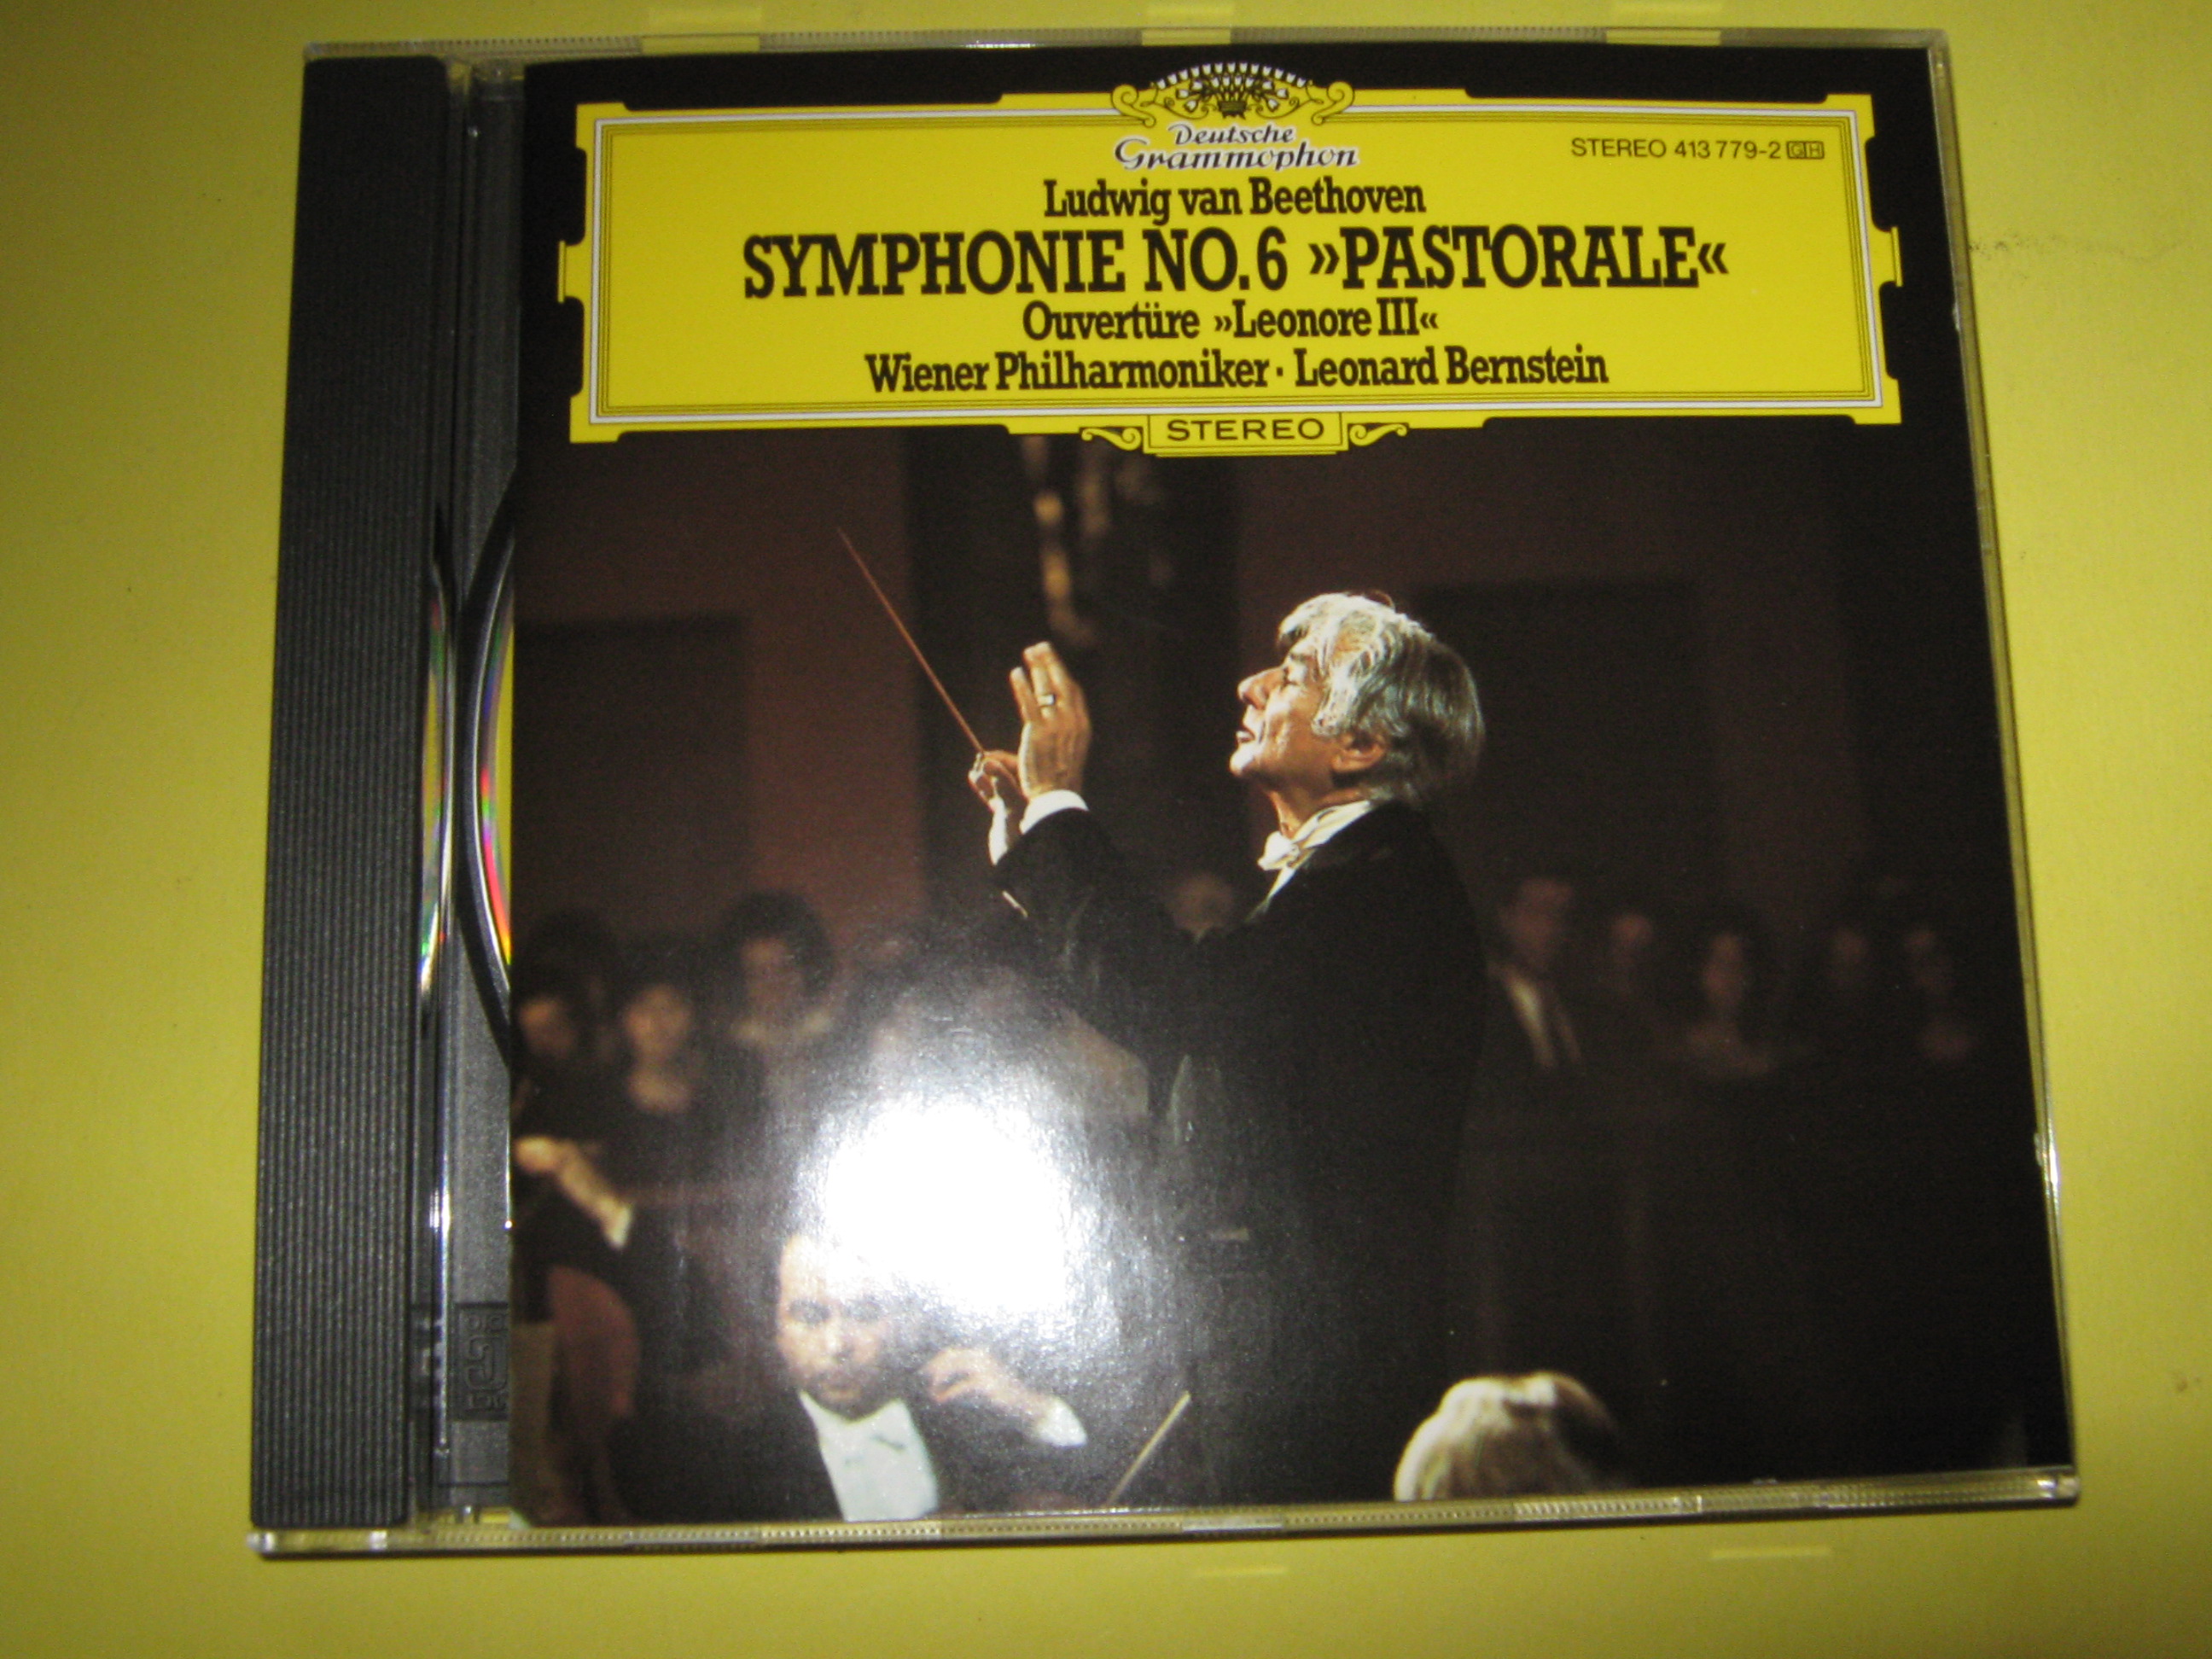 Deutsche
Grammophon
STEREO 413 779-2 GH
Ludwig van Beethoven
SYMPHONIE NO. 6 »PASTORALE«
Ouvertüre »Leonore III«
Wiener Philharmoniker · Leonard Bernstein
STEREO